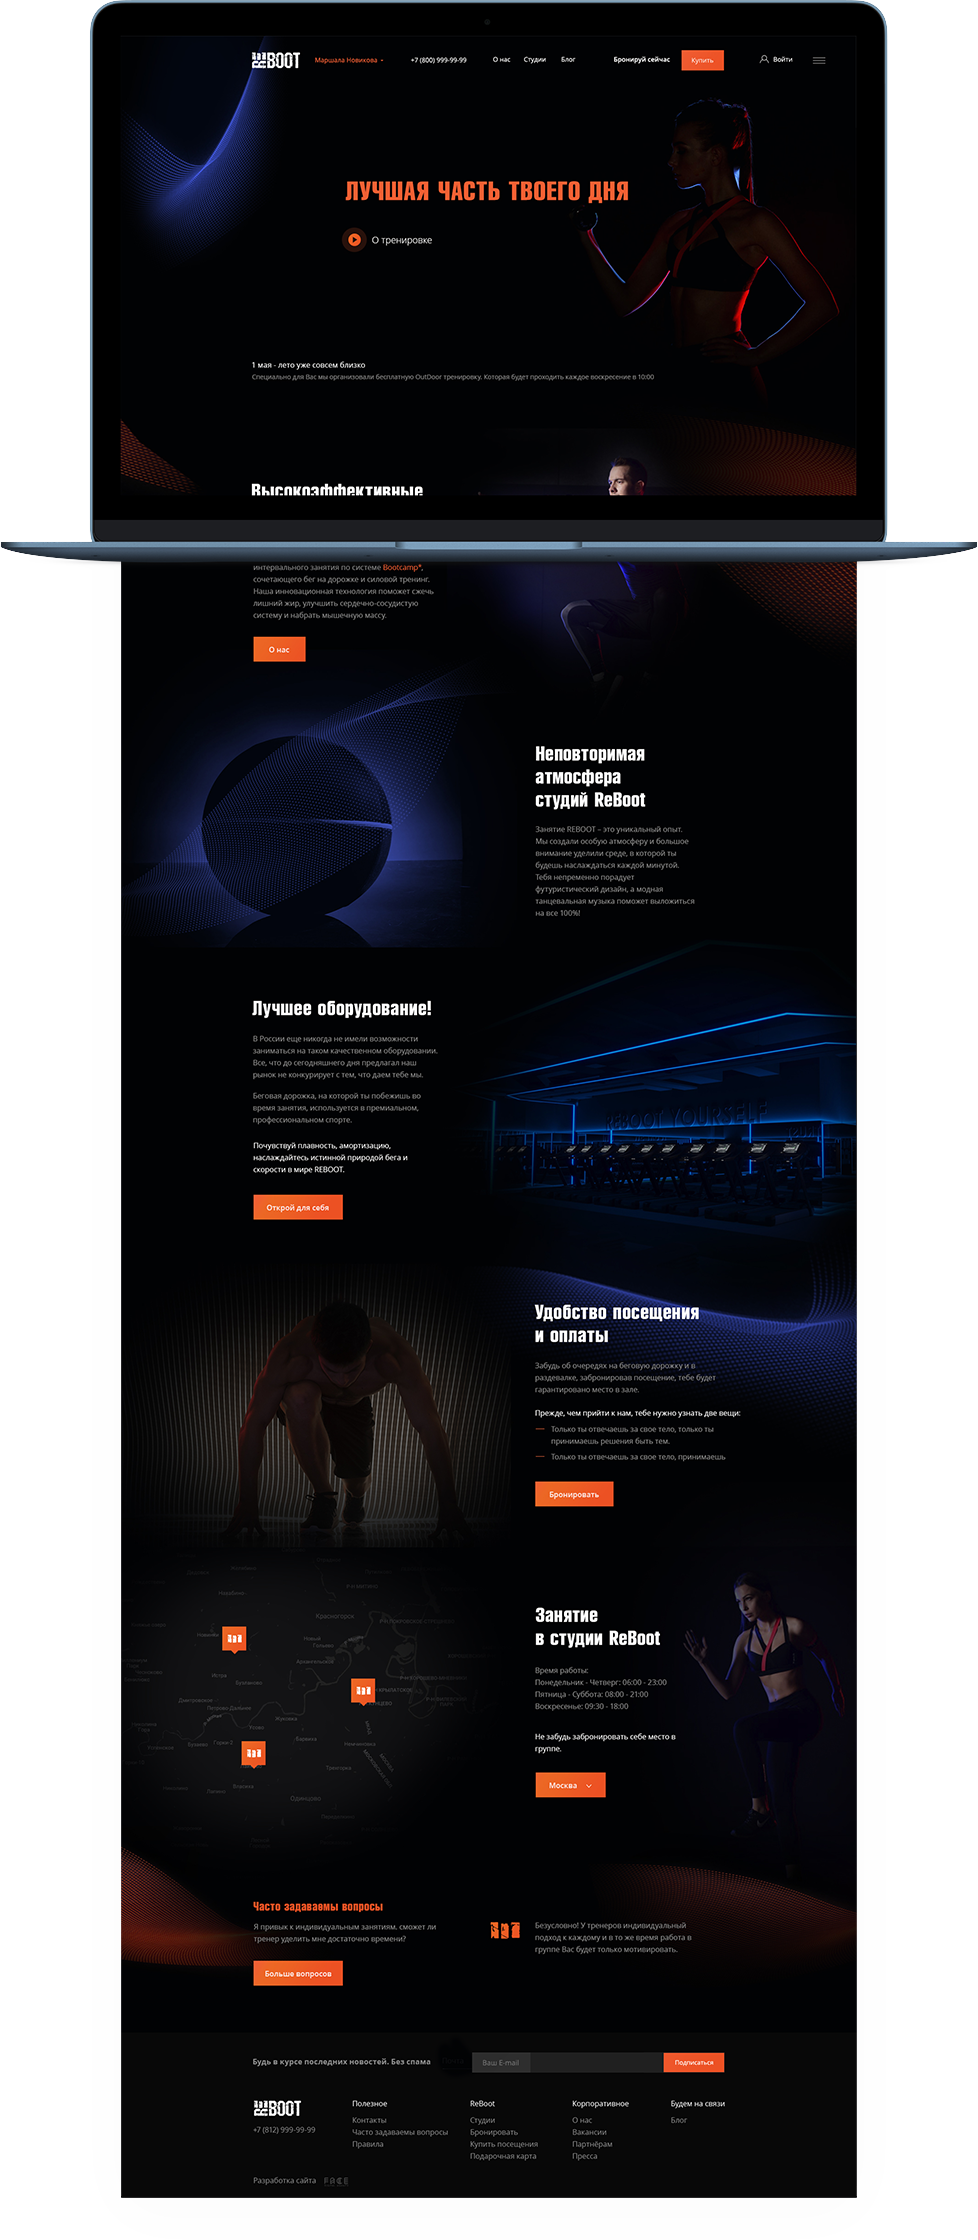 ReBOOT
Маршала Новикова
+7 (800) 999-99-99
О нас
Студии
Блог
Бронируй сейчас
Купить
Войти
ЛУЧШАЯ ЧАСТЬ ТВОЕГО ДНЯ
О тренировке
1 мая - лето уже совсем близко
Специально для Вас мы организовали бесплатную OutDoor тренировку. Которая будет проходить каждое воскресение в 10:00
Высокоэффективные
интервального занятия по системе Bootcamp*,
сочетающего бег на дорожке и силовой тренинг.
Наша инновационная технология поможет сжечь
лишний жир, улучшить сердечно-сосудистую
систему и набрать мышечную массу.
О нас
Неповторимая
атмосфера
студий ReBoot
Занятие REBOOT – это уникальный опыт.
Мы создали особую атмосферу и большое
внимание уделили среде, в которой ты
будешь наслаждаться каждой минутой.
Тебя непременно порадует
футуристический дизайн, а модная
танцевальная музыка поможет выложиться
на все 100%!
Лучшее оборудование!
В России еще никогда не имели возможности
заниматься на таком качественном оборудовании.
Все, что до сегодняшнего дня предлагал наш
рынок не конкурирует с тем, что даем тебе мы.
Беговая дорожка, на которой ты побежишь во
время занятия, используется в премиальном,
профессиональном спорте.
Почувствуй плавность, амортизацию,
наслаждайтесь истинной природой бега и
скорости в мире REBOOT.
Открой для себя
REBOOT YOURSELF
Удобство посещения
и оплаты
Забудь об очередях на беговую дорожку и в
раздевалке, забронировав посещение, тебе будет
гарантировано место в зале.
Прежде, чем прийти к нам, тебе нужно узнать две вещи:
Только ты отвечаешь за свое тело, только ты
принимаешь решения быть тем.
Только ты отвечаешь за свое тело, принимаешь
Бронировать
Красногорск
Новый
Архангельское
Истра
Бузланово
Дмитровское
Петрово-Дальнее
Жуковка
Усово
Барвиха
Горки-2
Немчиновка
Трехгорка
Одинцово
Занятие
в студии ReBoot
Время работы:
Понедельник - Четверг: 06:00 - 23:00
Пятница - Суббота: 08:00 - 21:00
Воскресенье: 09:30 - 18:00
Не забудь забронировать себе место в
группе.
Москва
Часто задаваемы вопросы
Я привык к индивидуальным занятиям, сможет ли
тренер уделить мне достаточно времени?
Больше вопросов
Безусловно! У тренеров индивидуальный
подход к каждому и в то же время работа в
группе Вас будет только мотивировать.
Будь в курсе последних новостей. Без спама
Ваш E-mail
Подписаться
ReBOOT
+7 (812) 999-99-99
Полезное
Контакты
Часто задаваемы вопросы
Правила
ReBoot
Студии
Бронировать
Купить посещения
Подарочная карта
Корпоративное
О нас
Вакансии
Партнёрам
Пресса
Будем на связи
Блог
Разработка сайта
FACE